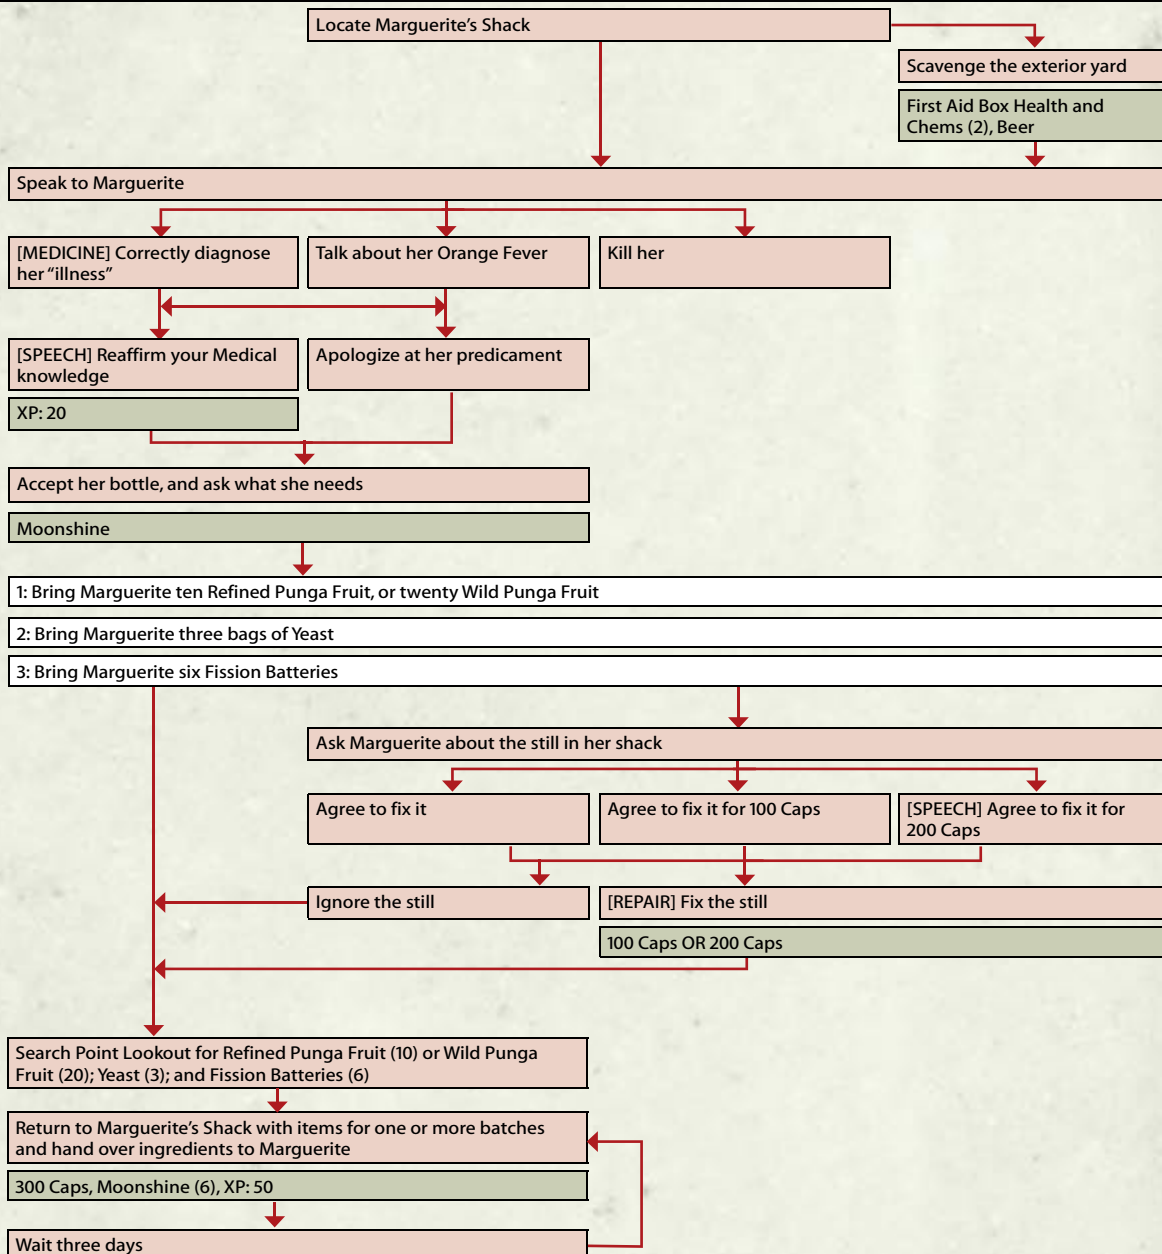 Locate Marguerite's Shack
Scavenge the exterior yard
First Aid Box Health and
Chems (2), Beer
Speak to Marguerite
[MEDICINE] Correctly diagnose
her “illness”
Talk about her Orange Fever
Kill her
[SPEECH] Reaffirm your Medical
knowledge
Apologize at her predicament
XP: 20
Accept her bottle, and ask what she needs
Moonshine
1: Bring Marguerite ten Refined Punga Fruit, or twenty Wild Punga Fruit
2: Bring Marguerite three bags of Yeast
3: Bring Marguerite six Fission Batteries
Ask Marguerite about the still in her shack
Agree to fix it
Agree to fix it for 100 Caps
[SPEECH] Agree to fix it for
200 Caps
Ignore the still
[REPAIR] Fix the still
100 Caps OR 200 Caps
Search Point Lookout for Refined Punga Fruit (10) or Wild Punga
Fruit (20); Yeast (3); and Fission Batteries (6)
Return to Marguerite's Shack with items for one or more batches
and hand over ingredients to Marguerite
300 Caps, Moonshine (6), XP: 50
Wait three days